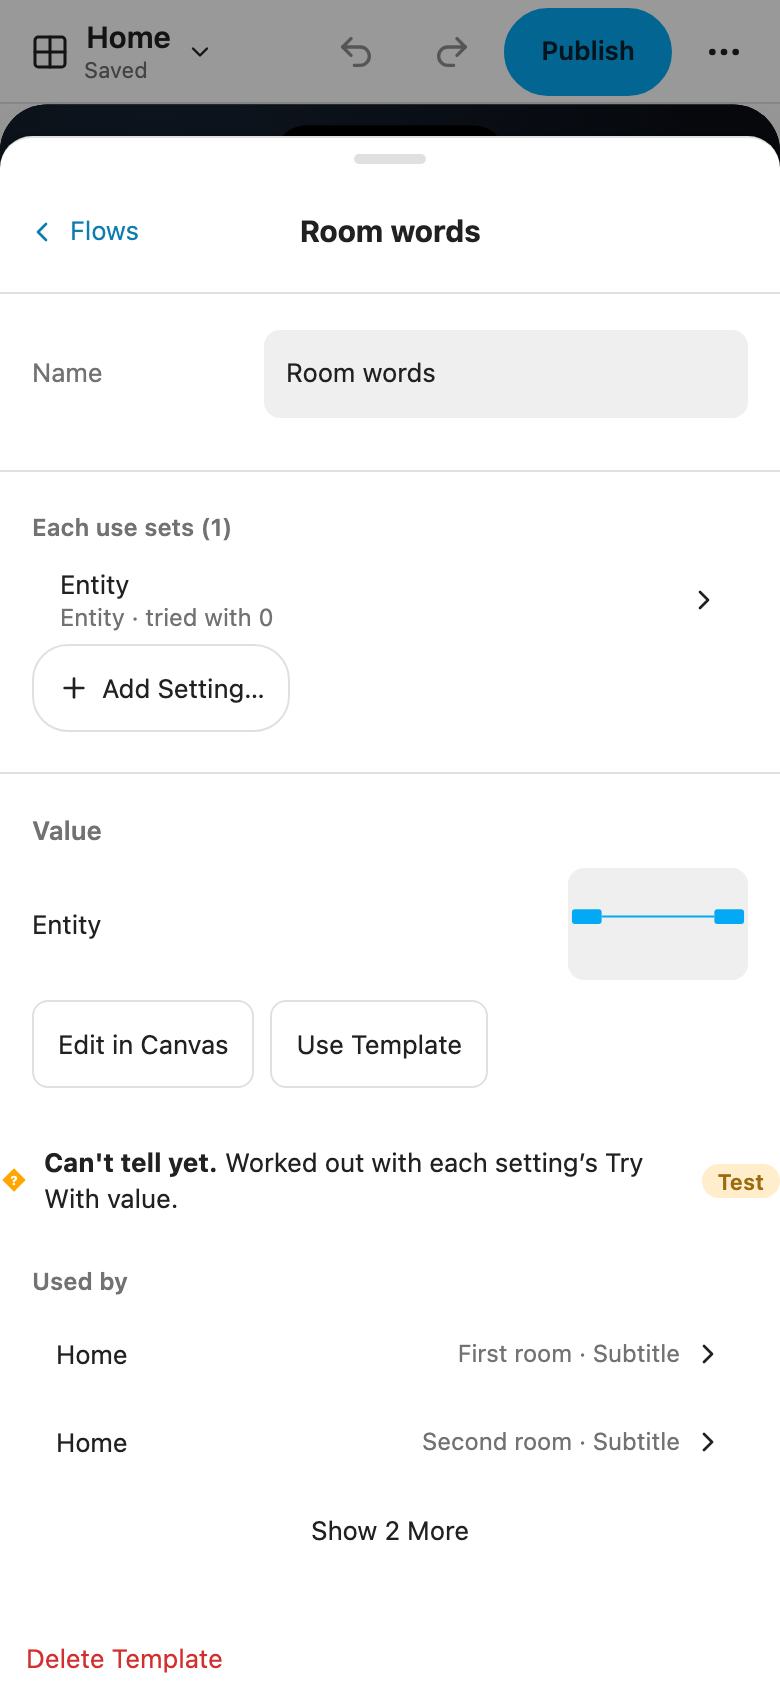 Home
Saved
Publish
Flows
Room words
Name
Room words
Each use sets (1)
Entity
Entity · tried with 0
Add Setting...
Value
Entity
Edit in Canvas
Use Template
Can't tell yet. Worked out with each setting’s Try
With value.
Test
Used by
Home
First room · Subtitle
Home
Second room · Subtitle
Show 2 More
Delete Template